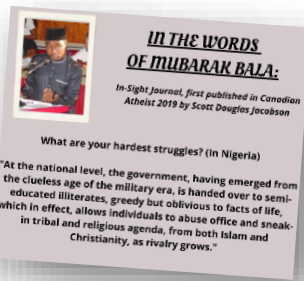 IN THE WORDS
OF MUBARAK BALA:
In-Sight Journal, first published in Canadian
Atheist 2019 by Scott Douglas Jacobson
What are your hardest struggles? (In Nigeria)
"At the national level, the government, having emerged from
the clueless age of the military era, is handed over to semi-
educated illiterates, greedy but oblivious to facts of life,
which in effect, allows individuals to abuse office and sneak-
in tribal and religious agenda, from both Islam and
Christianity, as rivalry grows."